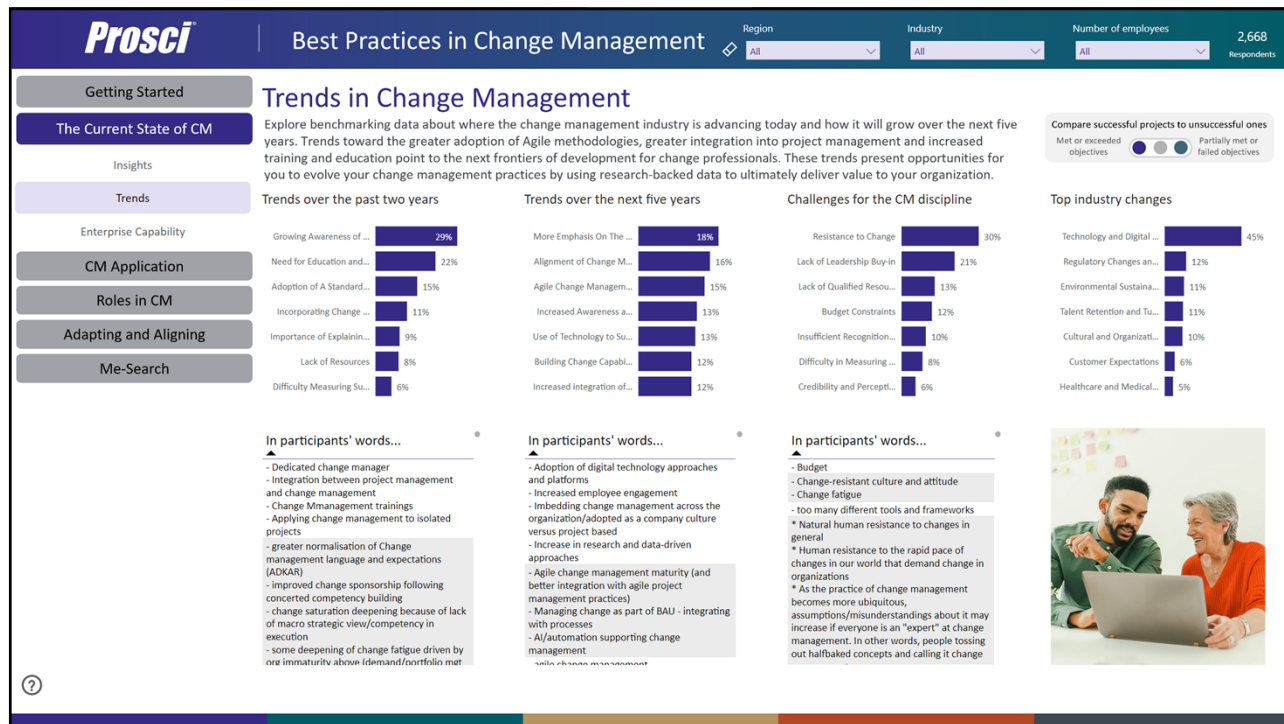 Prosci
Best Practices in Change Management
Region
All
Industry
All
Number of employees
All
2,668
Respondents
Getting Started
The Current State of CM
Insights
Trends
Enterprise Capability
CM Application
Roles in CM
Adapting and Aligning
Me-Search
Trends in Change Management
Explore benchmarking data about where the change management industry is advancing today and how it will grow over the next five
years. Trends toward the greater adoption of Agile methodologies, greater integration into project management and increased
training and education point to the next frontiers of development for change professionals. These trends present opportunities for
you to evolve your change management practices by using research-backed data to ultimately deliver value to your organization.
Compare successful projects to unsuccessful ones
Met or exceeded
objectives
Partially met or
failed objectives
Trends over the past two years
Growing Awareness of ... 29%
Need for Education and... 22%
Adoption of A Standard... 15%
Incorporating Change ... 11%
Importance of Explainin... 9%
Lack of Resources 8%
Difficulty Measuring Su... 6%
Trends over the next five years
More Emphasis On The ... 18%
Alignment of Change M... 16%
Agile Change Managem... 15%
Increased Awareness a... 13%
Use of Technology to Su... 13%
Building Change Capabi... 12%
Increased integration of... 12%
Challenges for the CM discipline
Resistance to Change 30%
Lack of Leadership Buy-in 21%
Lack of Qualified Resou... 13%
Budget Constraints 12%
Insufficient Recognition... 10%
Difficulty in Measuring ... 8%
Credibility and Percepti... 6%
Top industry changes
Technology and Digital ... 45%
Regulatory Changes an... 12%
Environmental Sustaina... 11%
Talent Retention and Tu... 11%
Cultural and Organizati... 10%
Customer Expectations 6%
Healthcare and Medical... 5%
In participants' words...
- Dedicated change manager
- Integration between project management
and change management
- Change Mmanagement trainings
- Applying change management to isolated
projects
- greater normalisation of Change
management language and expectations
(ADKAR)
- improved change sponsorship following
concerted competency building
- change saturation deepening because of lack
of macro strategic view/competency in
execution
- some deepening of change fatigue driven by
org immaturity above (demand/portfolio mgt
In participants' words...
- Adoption of digital technology approaches
and platforms
- Increased employee engagement
- Imbedding change management across the
organization/adopted as a company culture
versus project based
- Increase in research and data-driven
approaches
- Agile change management maturity (and
better integration with agile project
management practices)
- Managing change as part of BAU - integrating
with processes
- AI/automation supporting change
management
- agile change management
In participants' words...
- Budget
- Change-resistant culture and attitude
- Change fatigue
- too many different tools and frameworks
* Natural human resistance to changes in
general
* Human resistance to the rapid pace of
changes in our world that demand change in
organizations
* As the practice of change management
becomes more ubiquitous,
assumptions/misunderstandings about it may
increase if everyone is an "expert" at change
management. In other words, people tossing
out halfbaked concepts and calling it change
?